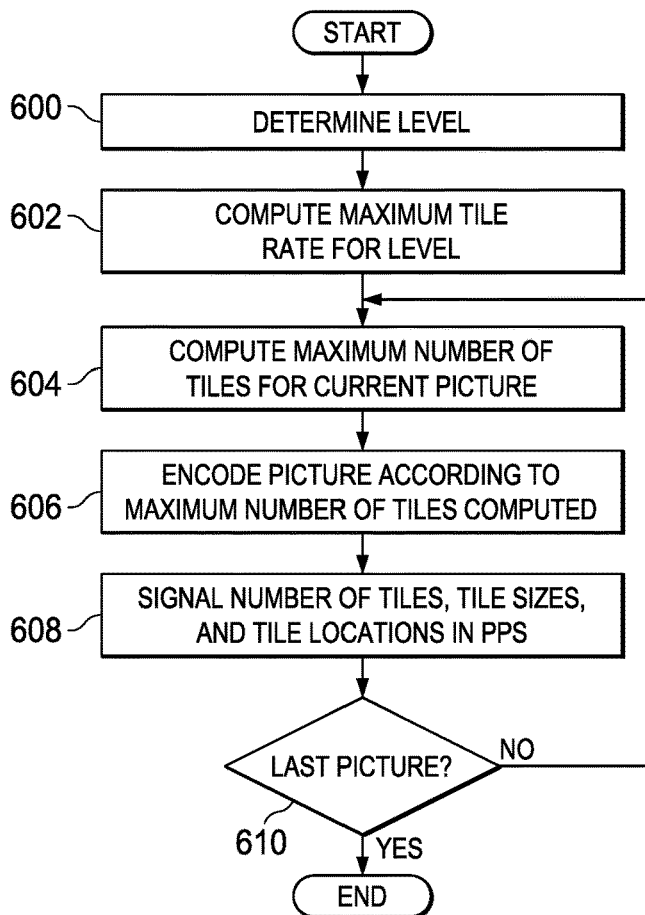 START
600
DETERMINE LEVEL
602
COMPUTE MAXIMUM TILE
RATE FOR LEVEL
604
COMPUTE MAXIMUM NUMBER OF
TILES FOR CURRENT PICTURE
606
ENCODE PICTURE ACCORDING TO
MAXIMUM NUMBER OF TILES COMPUTED
608
SIGNAL NUMBER OF TILES, TILE SIZES,
AND TILE LOCATIONS IN PPS
LAST PICTURE?
NO
610
YES
END